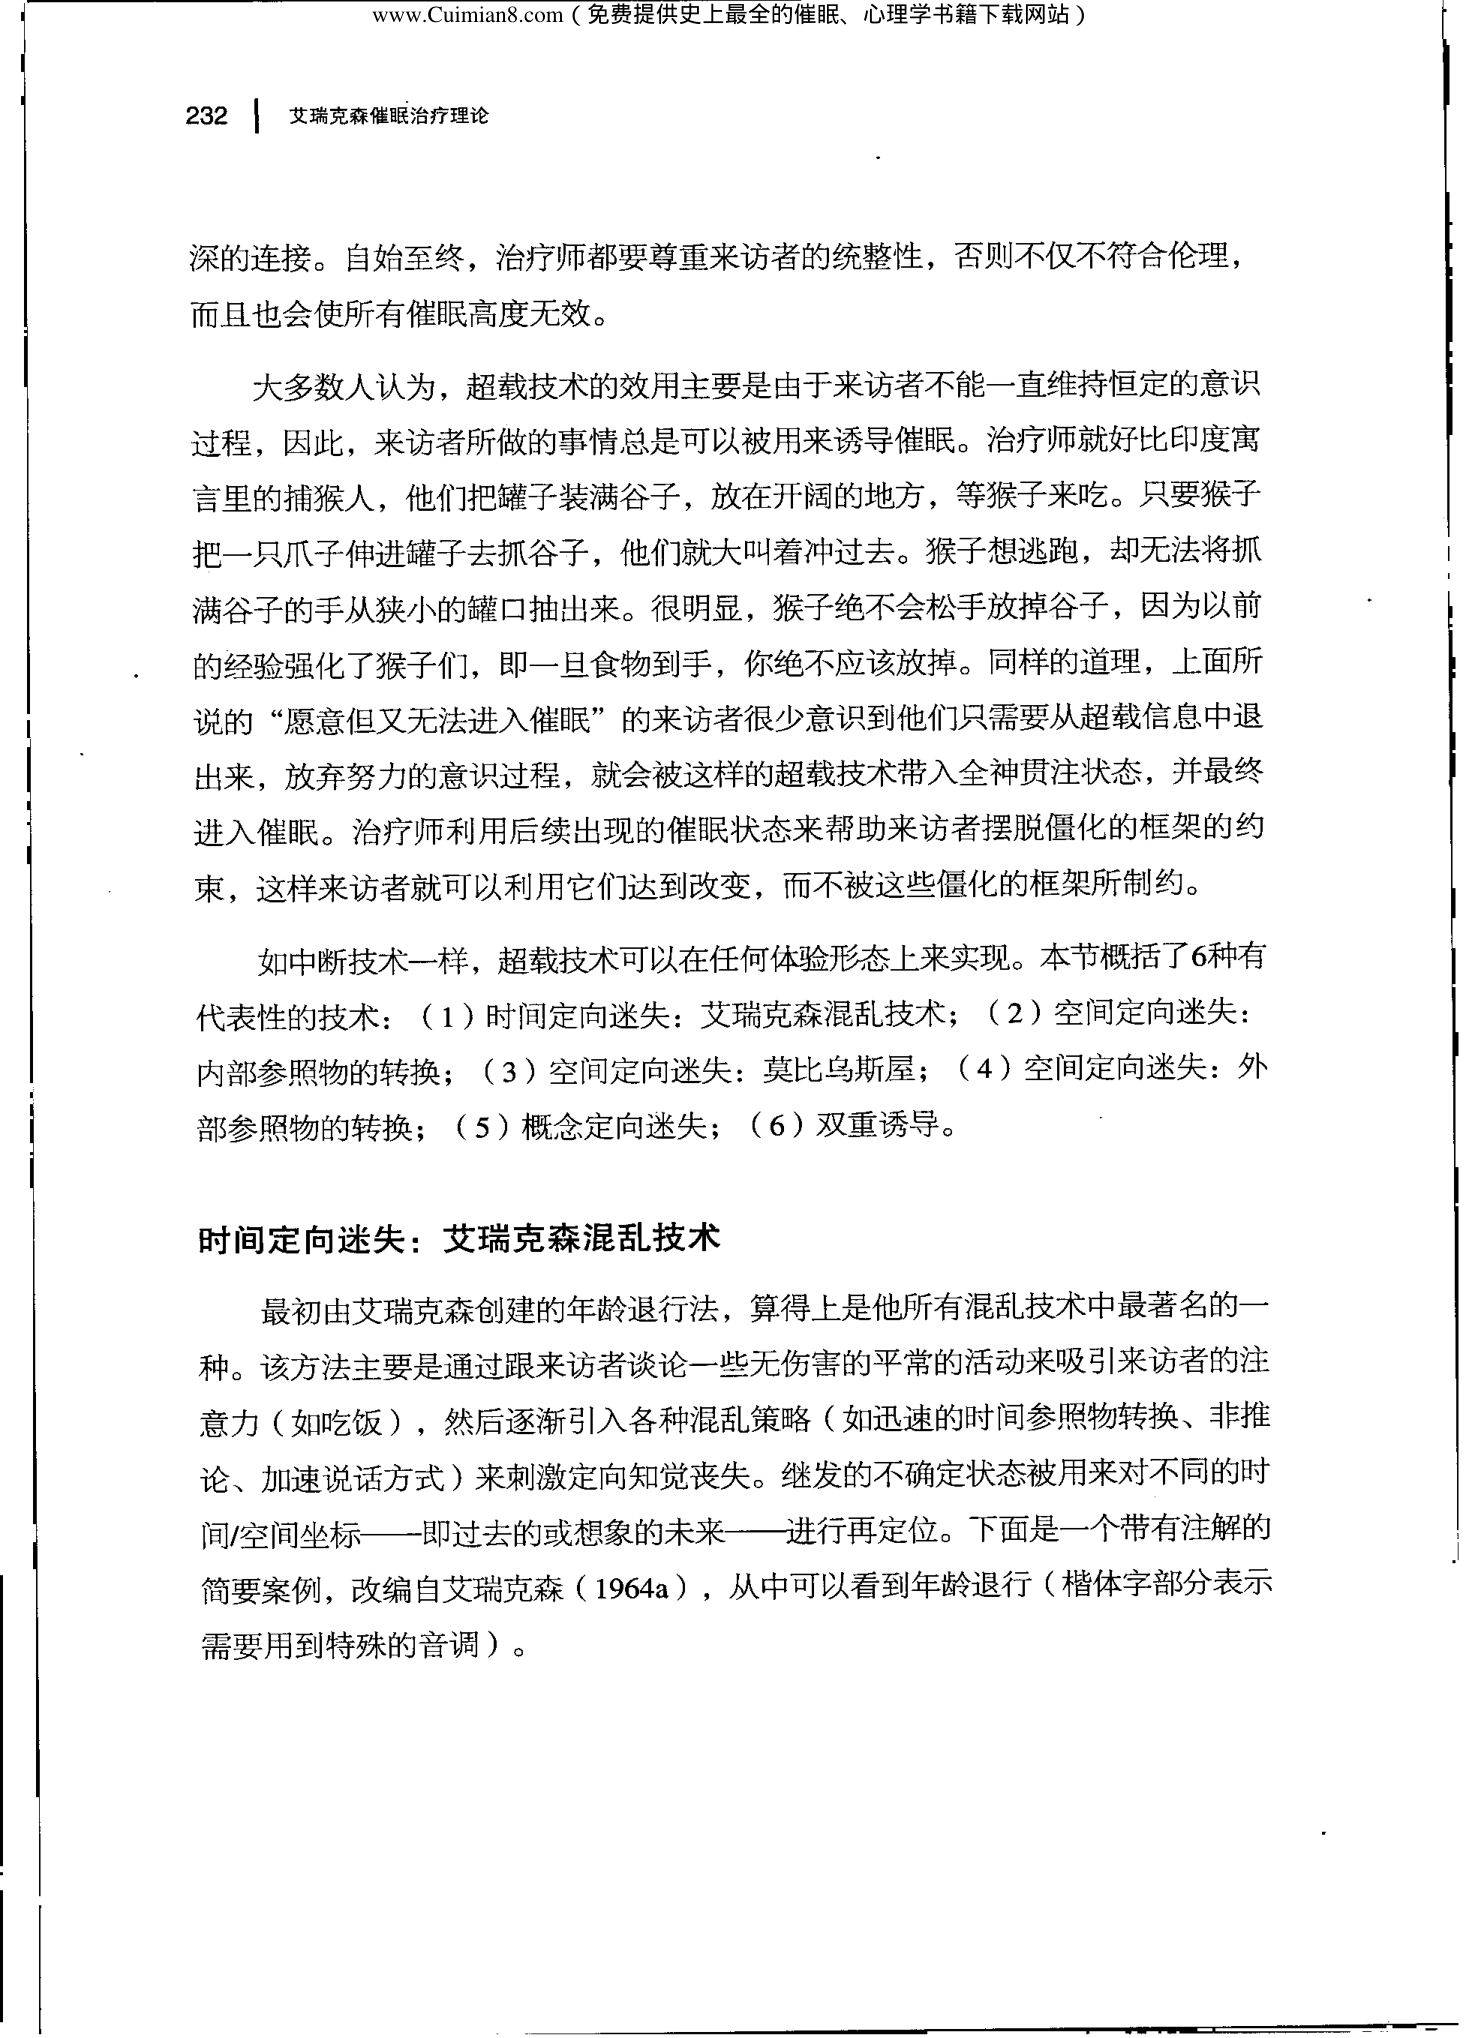 www.Cuimian8.com（免费提供史上最全的催眠、心理学书籍下载网站）
232 | 艾瑞克森催眠治疗理论
深的连接。自始至终，治疗师都要尊重来访者的统整性，否则不仅不符合伦理，
而且也会使所有催眠高度无效。
大多数人认为，超载技术的效用主要是由于来访者不能一直维持恒定的意识
过程，因此，来访者所做的事情总是可以被用来诱导催眠。治疗师就好比印度寓
言里的捕猴人，他们把罐子装满谷子，放在开阔的地方，等猴子来吃。只要猴子
把一只爪子伸进罐子去抓谷子，他们就大叫着冲过去。猴子想逃跑，却无法将抓
满谷子的手从狭小的罐口抽出来。很明显，猴子绝不会松手放掉谷子，因为以前
的经验强化了猴子们，即一旦食物到手，你绝不应该放掉。同样的道理，上面所
说的“愿意但又无法进入催眠”的来访者很少意识到他们只需要从超载信息中退
出来，放弃努力的意识过程，就会被这样的超载技术带入全神贯注状态，并最终
进入催眠。治疗师利用后续出现的催眠状态来帮助来访者摆脱僵化的框架的约
束，这样来访者就可以利用它们达到改变，而不被这些僵化的框架所制约。
如中断技术一样，超载技术可以在任何体验形态上来实现。本节概括了6种有
代表性的技术：（1）时间定向迷失：艾瑞克森混乱技术；（2）空间定向迷失：
内部参照物的转换；（3）空间定向迷失：莫比乌斯屋；（4）空间定向迷失：外
部参照物的转换；（5）概念定向迷失；（6）双重诱导。
时间定向迷失：艾瑞克森混乱技术
最初由艾瑞克森创建的年龄退行法，算得上是他所有混乱技术中最著名的一
种。该方法主要是通过跟来访者谈论一些无伤害的平常的活动来吸引来访者的注
意力（如吃饭），然后逐渐引入各种混乱策略（如迅速的时间参照物转换、非推
论、加速说话方式）来刺激定向知觉丧失。继发的不确定状态被用来对不同的时
间/空间坐标——即过去的或想象的未来——进行再定位。下面是一个带有注解的
简要案例，改编自艾瑞克森（1964a），从中可以看到年龄退行（楷体字部分表示
需要用到特殊的音调）。